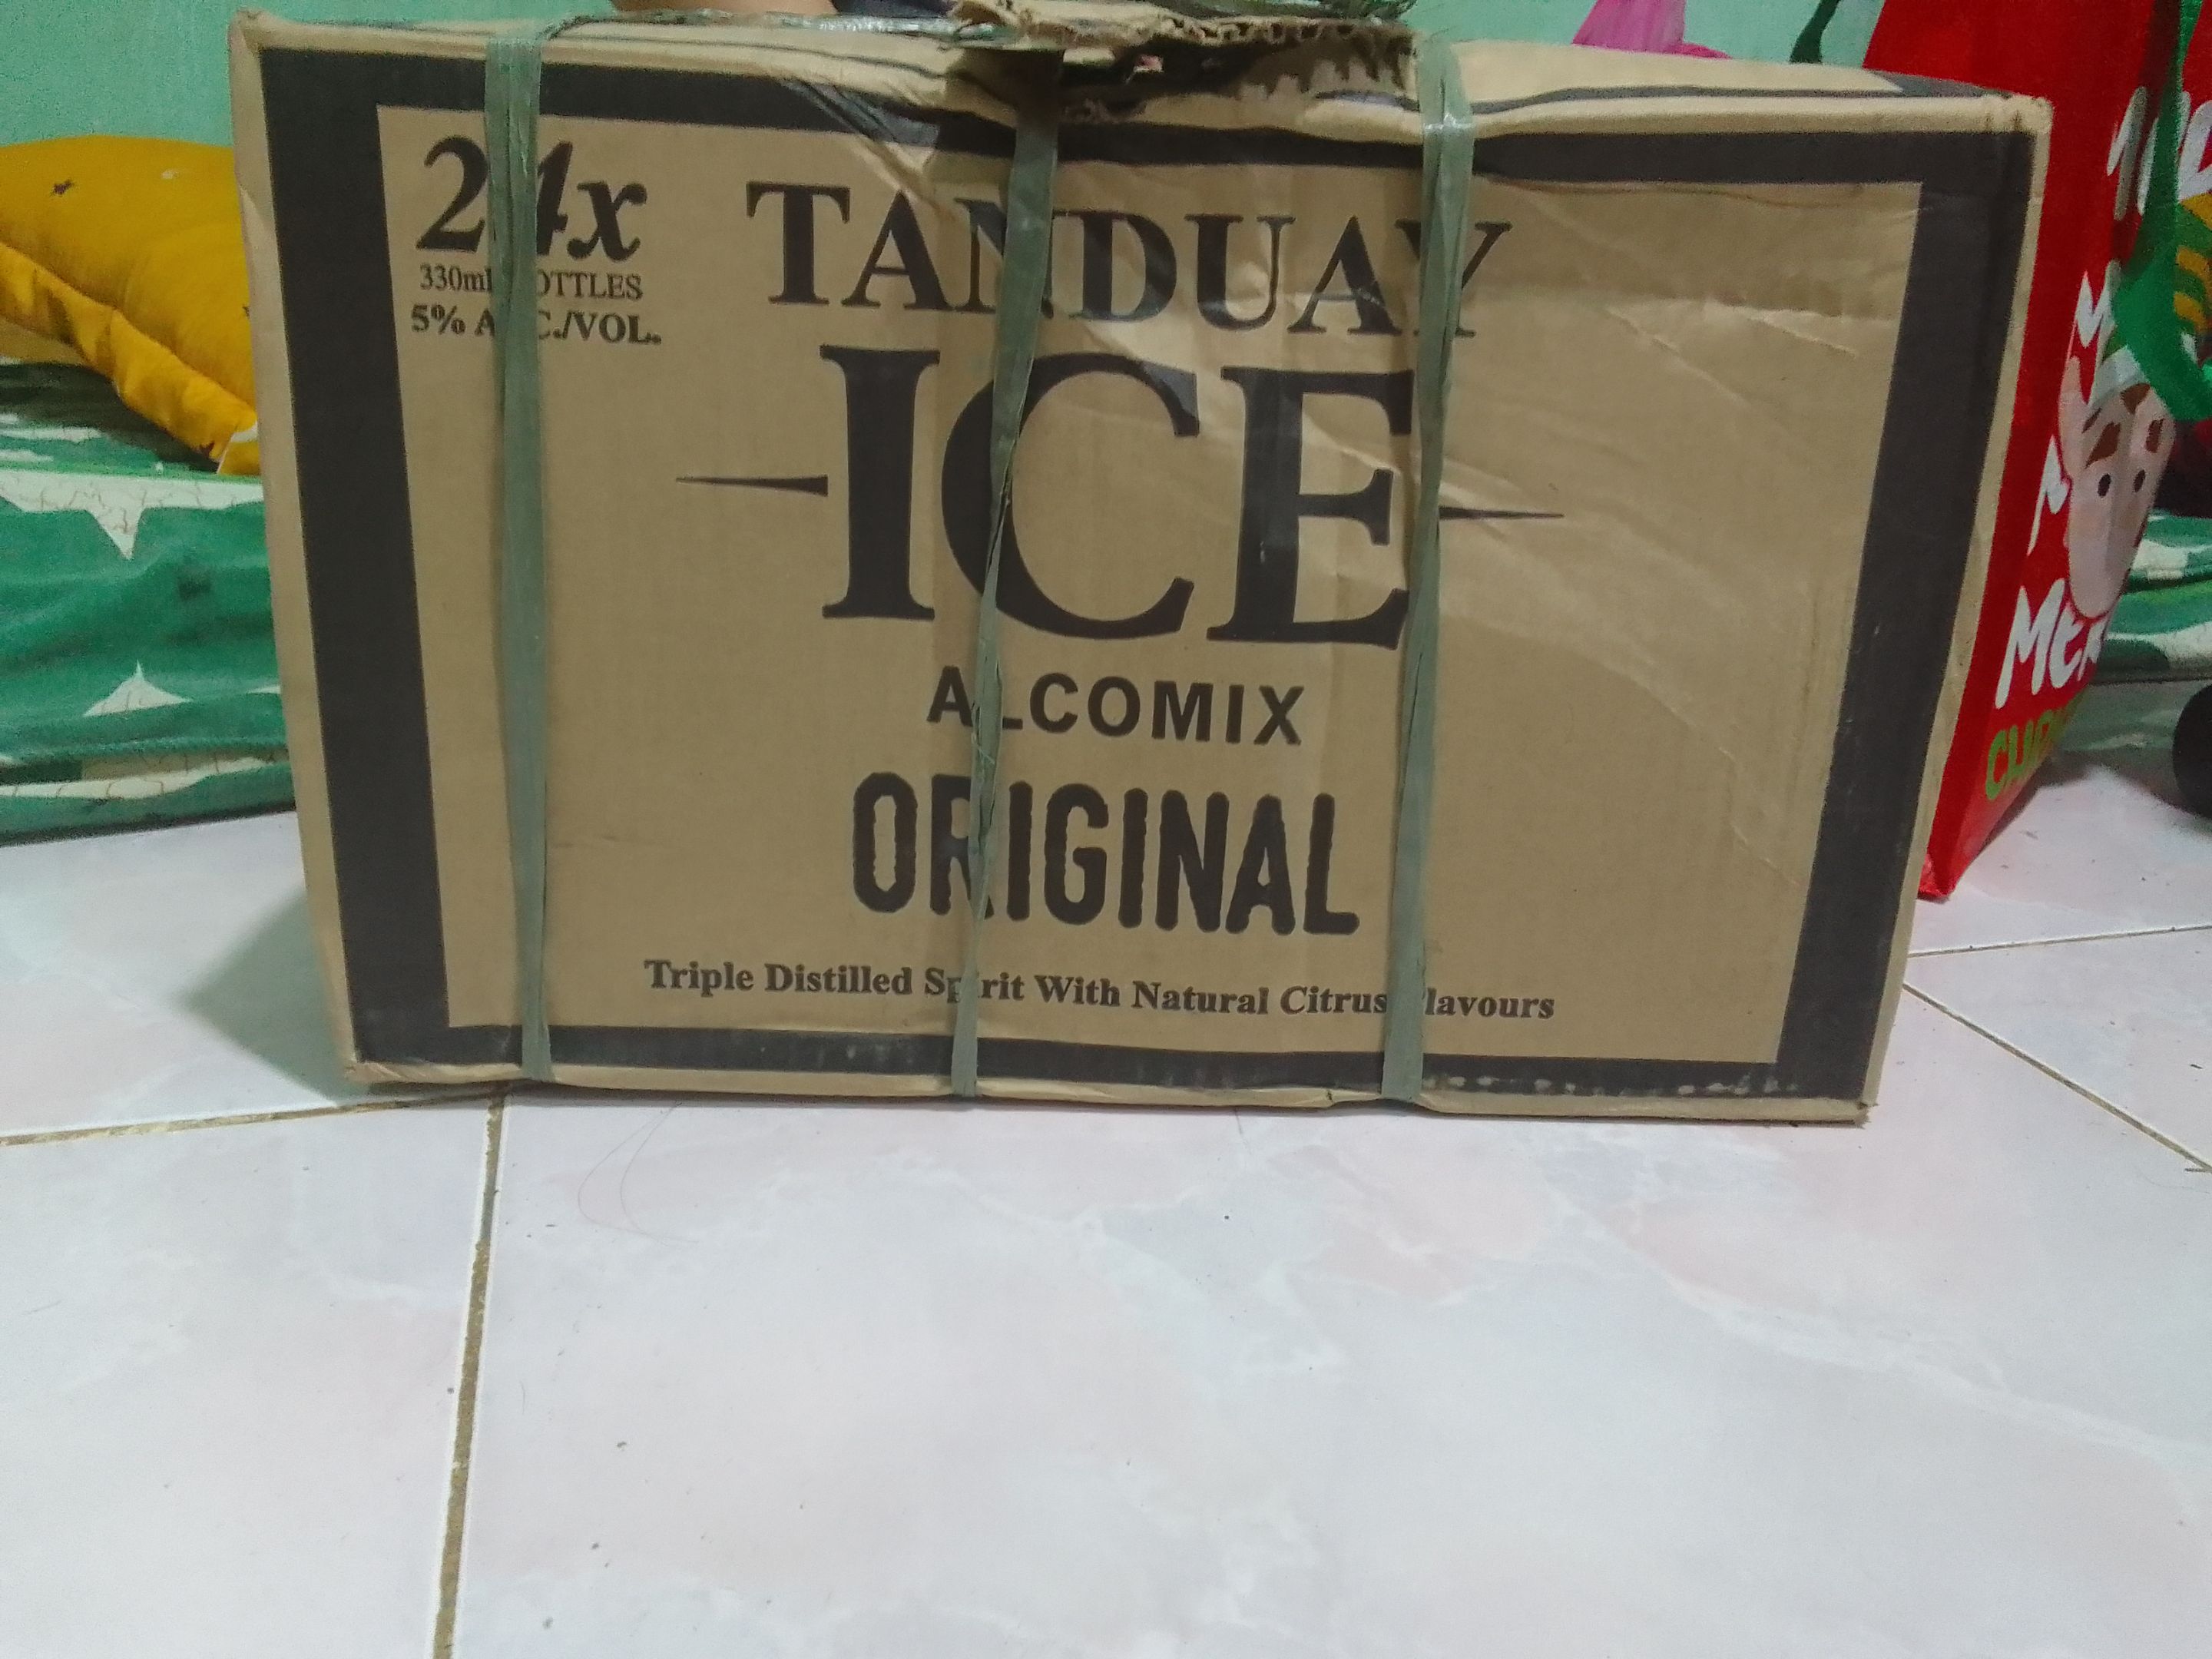 24x
330ml BOTTLES
5% ALC./VOL.
TANDUAY
ICE
ALCOMIX
ORIGINAL
Triple Distilled Spirit With Natural Citrus Flavours